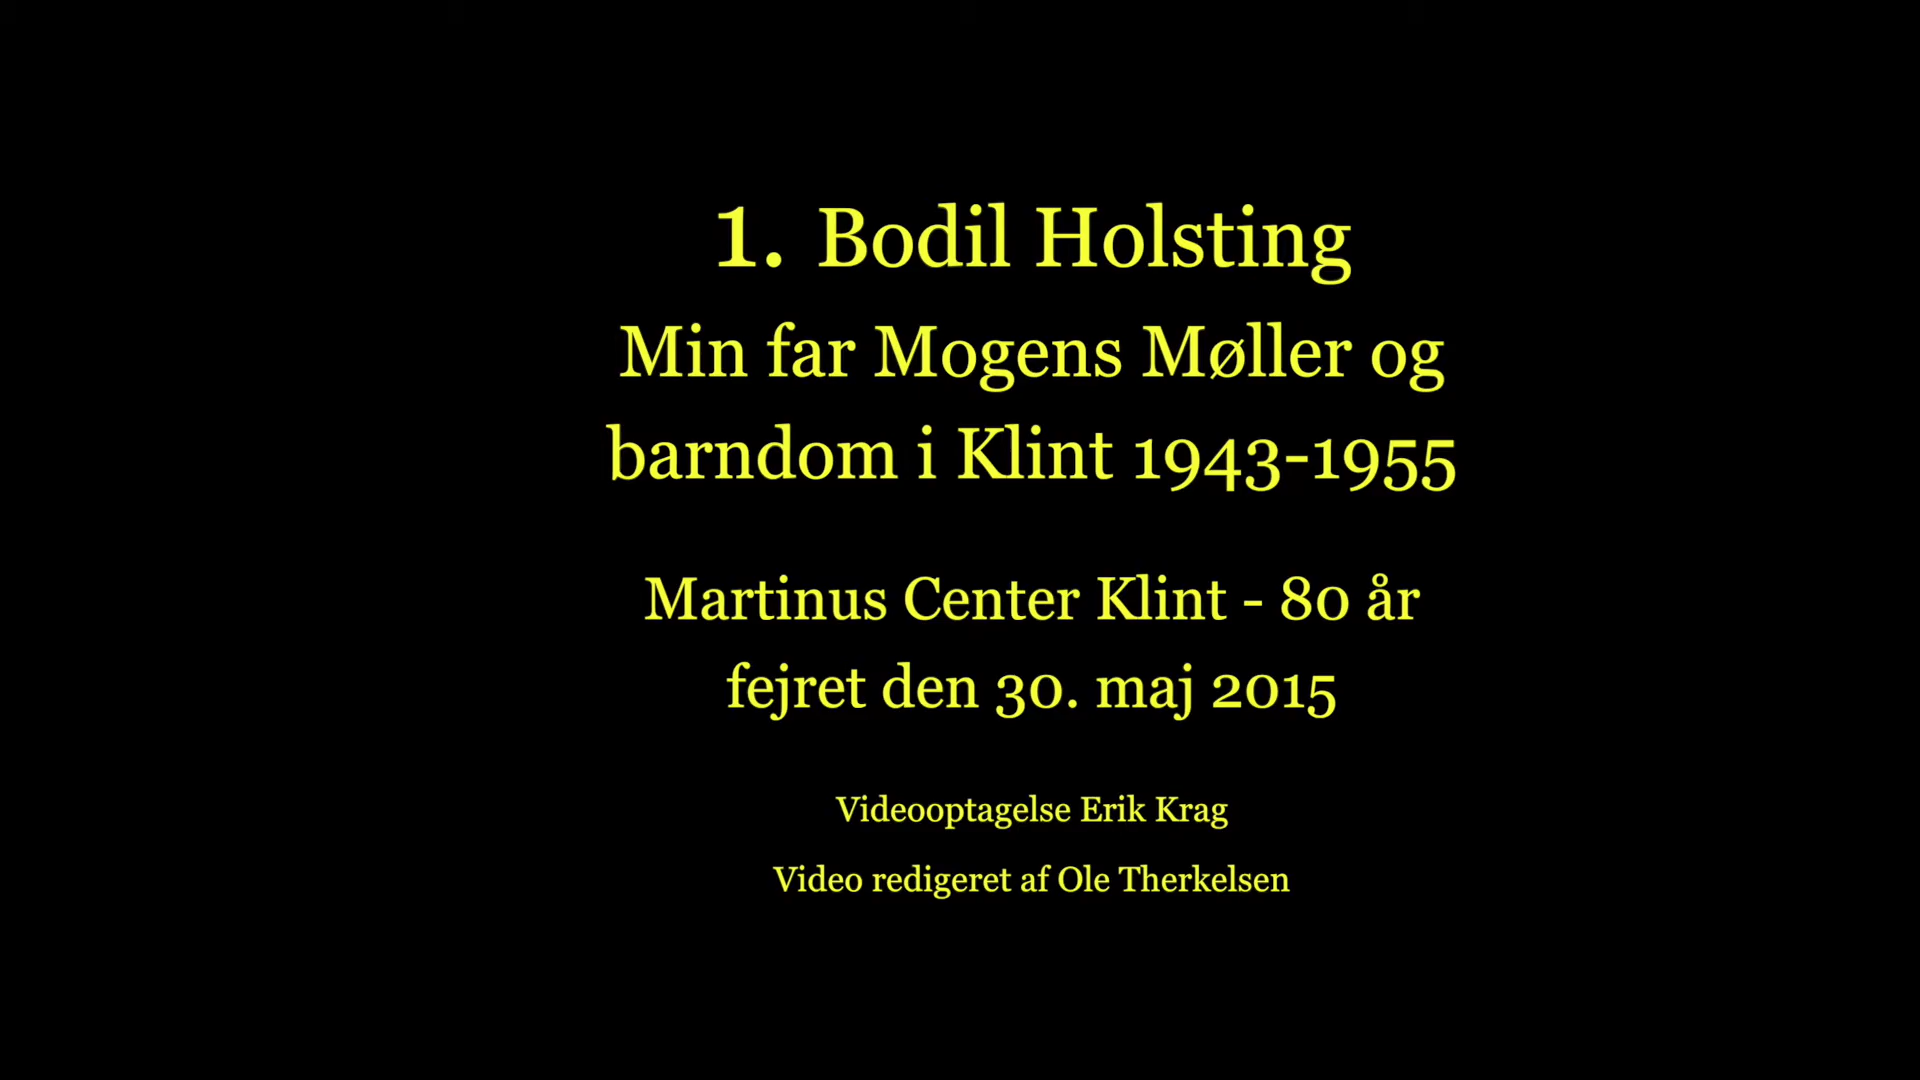 1. Bodil Holsting
Min far Mogens Møller og
barndom i Klint 1943-1955
Martinus Center Klint - 80 år
fejret den 30. maj 2015
Videooptagelse Erik Krag
Video redigeret af Ole Therkelsen